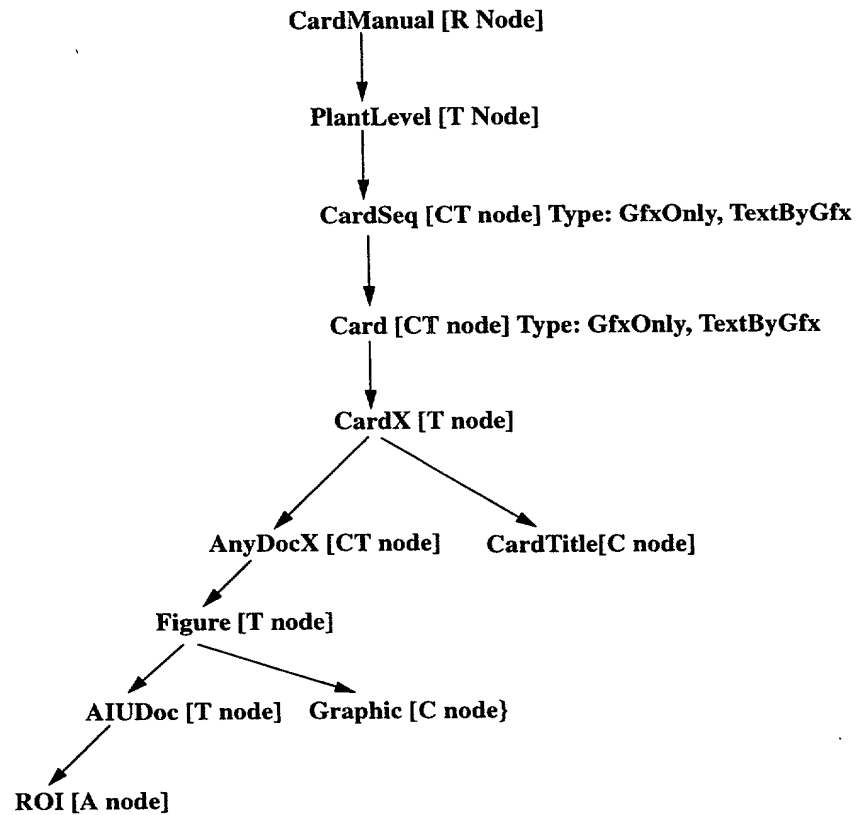 CardManual [R Node]
PlantLevel [T Node]
CardSeq [CT node] Type: GfxOnly, TextByGfx
Card [CT node] Type: GfxOnly, TextByGfx
CardX [T node]
AnyDocX [CT node] CardTitle[C node]
Figure [T node]
AIUDoc [T node] Graphic [C node}
ROI [A node]